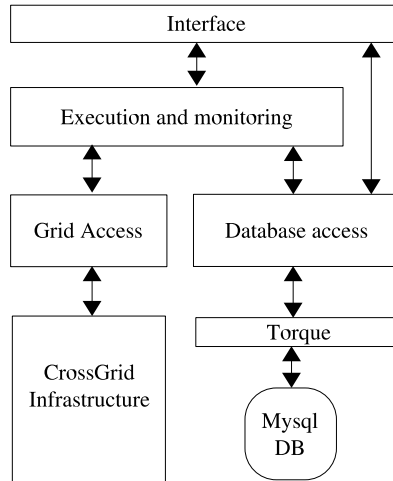 Interface
Execution and monitoring
Grid Access
Database access
Torque
CrossGrid
Infrastructure
Mysql
DB